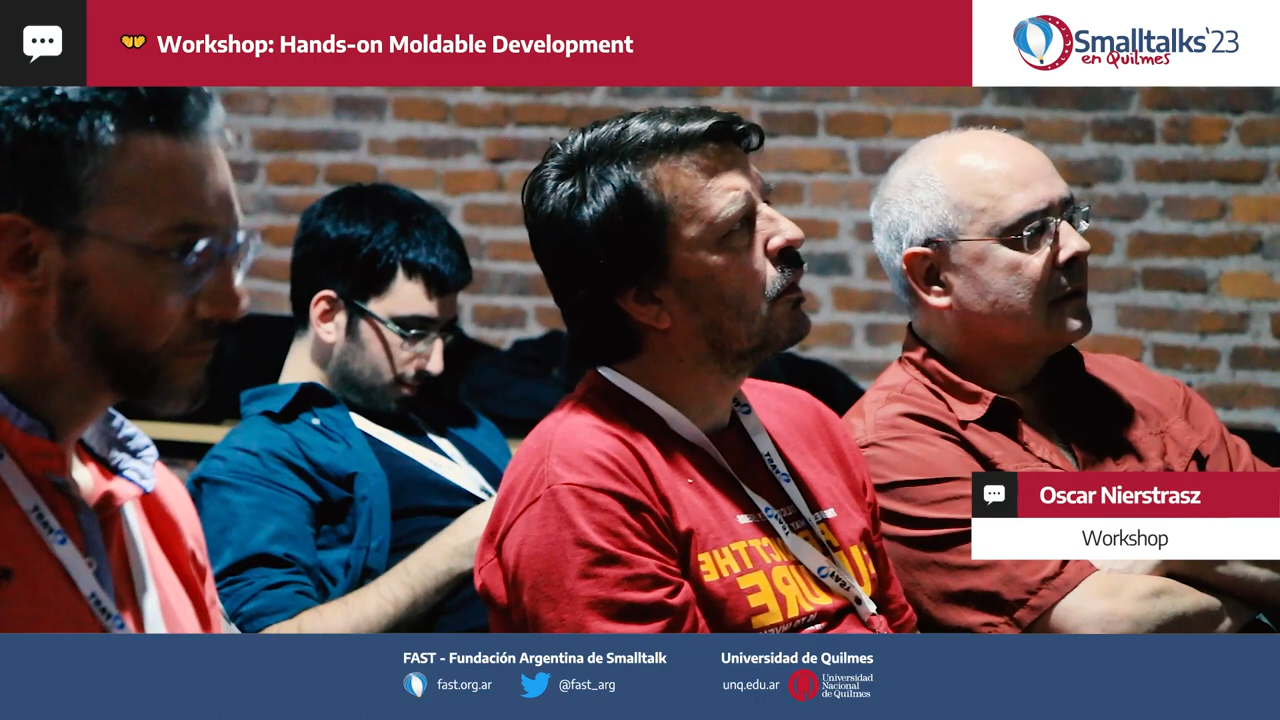 Workshop: Hands-on Moldable Development
Smalltalks'23
en Quilmes
Oscar Nierstrasz
Workshop
FAST - Fundación Argentina de Smalltalk
fast.org.ar
@fast_arg
Universidad de Quilmes
unq.edu.ar
Universidad
Nacional
de Quilmes